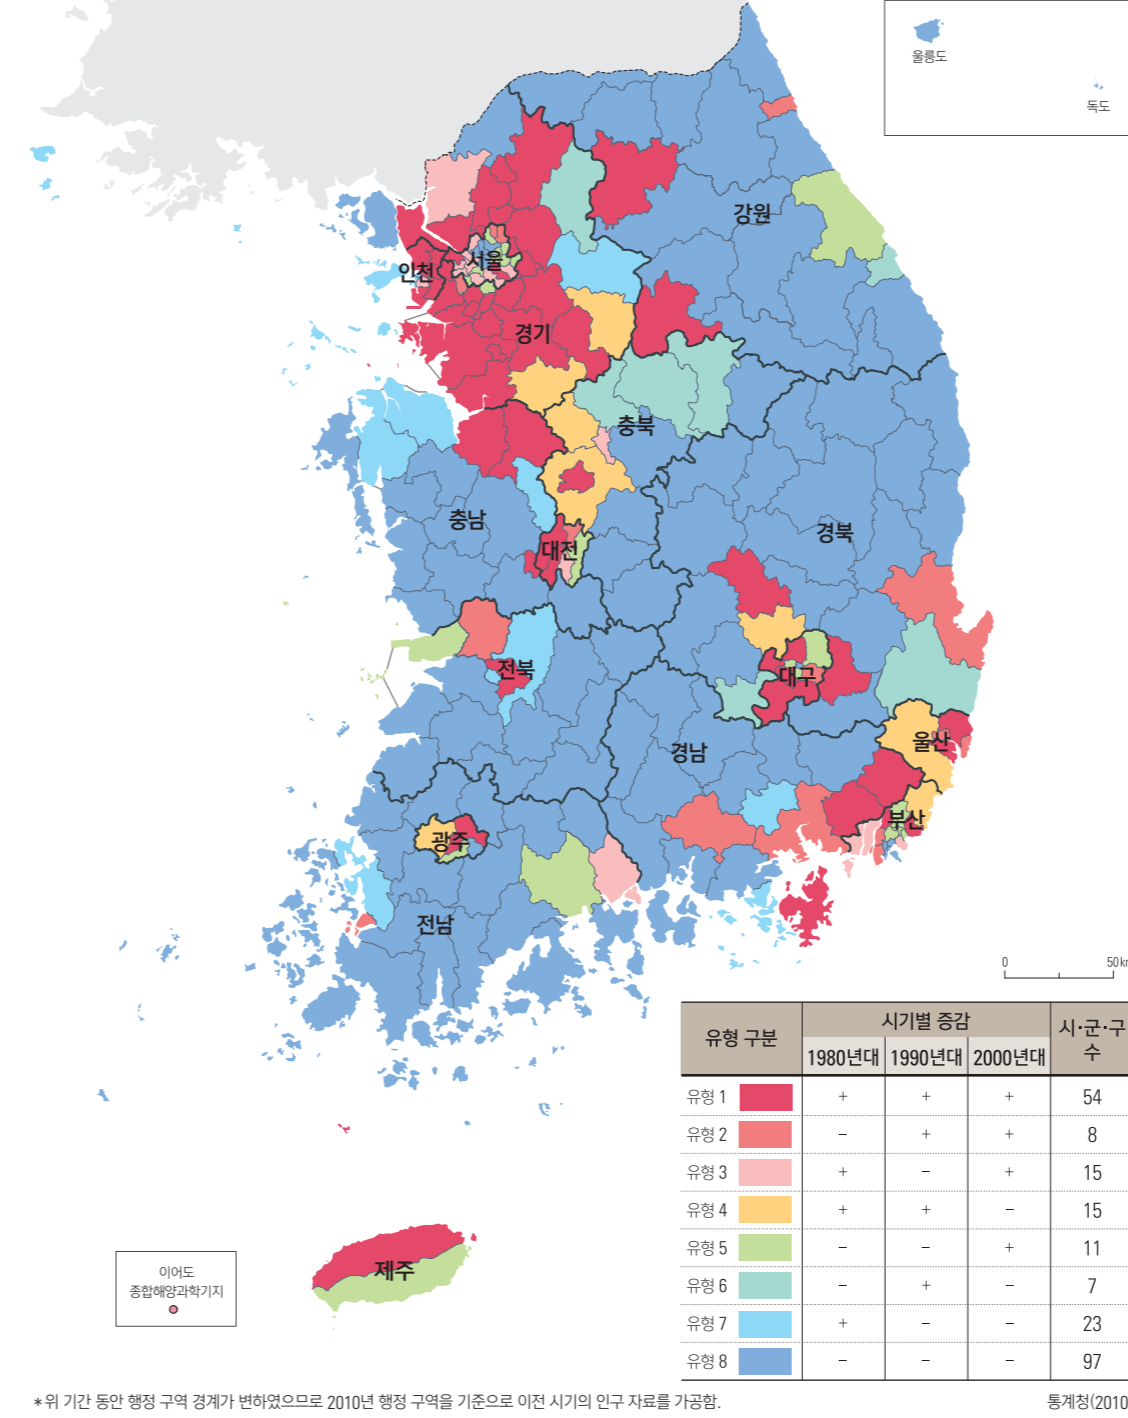 울릉도
독도
강원
서울
인천
경기
충북
충남
경북
대전
전북
대구
울산
경남
부산
광주
전남
0 50km
제주
이어도
종합해양과학기지
유형 구분 시기별 증감 시·군·구 수
1980년대 1990년대 2000년대
유형 1 + + + 54
유형 2 − + + 8
유형 3 + − + 15
유형 4 + + − 15
유형 5 − − + 11
유형 6 − + − 7
유형 7 + − − 23
유형 8 − − − 97
*위 기간 동안 행정 구역 경계가 변하였으므로 2010년 행정 구역을 기준으로 이전 시기의 인구 자료를 가공함.
통계청(2010